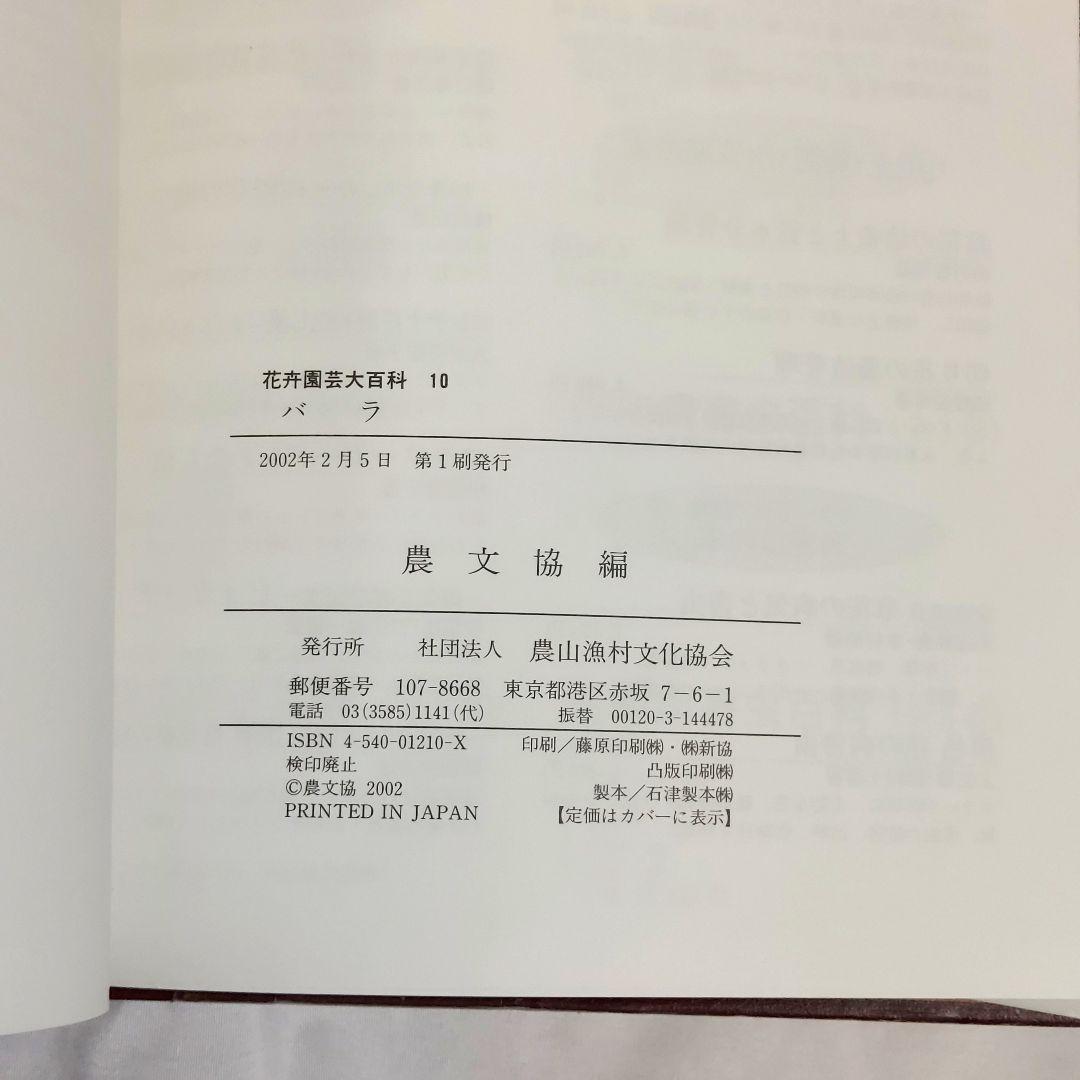 花卉園芸大百科 10
バラ
2002年2月5日 第1刷発行
農文協編
発行所 社団法人 農山漁村文化協会
郵便番号 107-8668 東京都港区赤坂 7-6-1
電話 03(3585)1141(代) 振替 00120-3-144478
ISBN 4-540-01210-X 印刷/藤原印刷㈱・㈱新協
検印廃止 凸版印刷㈱
©農文協 2002 製本/石津製本㈱
PRINTED IN JAPAN 【定価はカバーに表示】